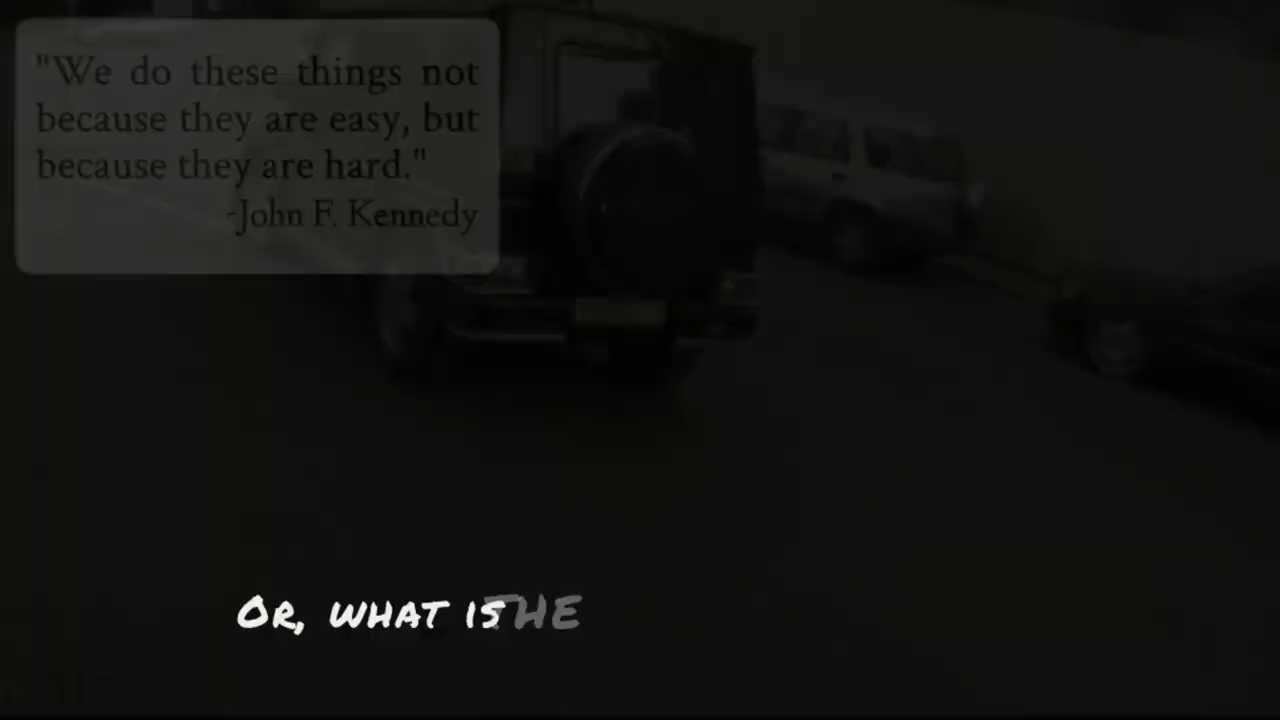 "We do these things not
because they are easy, but
because they are hard."
-John F. Kennedy
Or, what is the